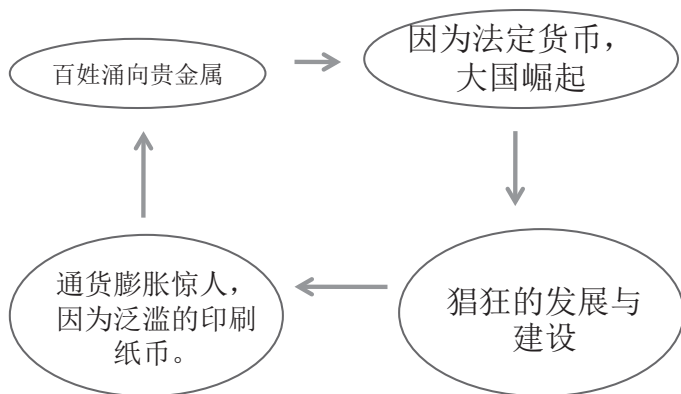 百姓涌向贵金属
因为法定货币，
大国崛起
通货膨胀惊人，
因为泛滥的印刷
纸币。
猖狂的发展与
建设